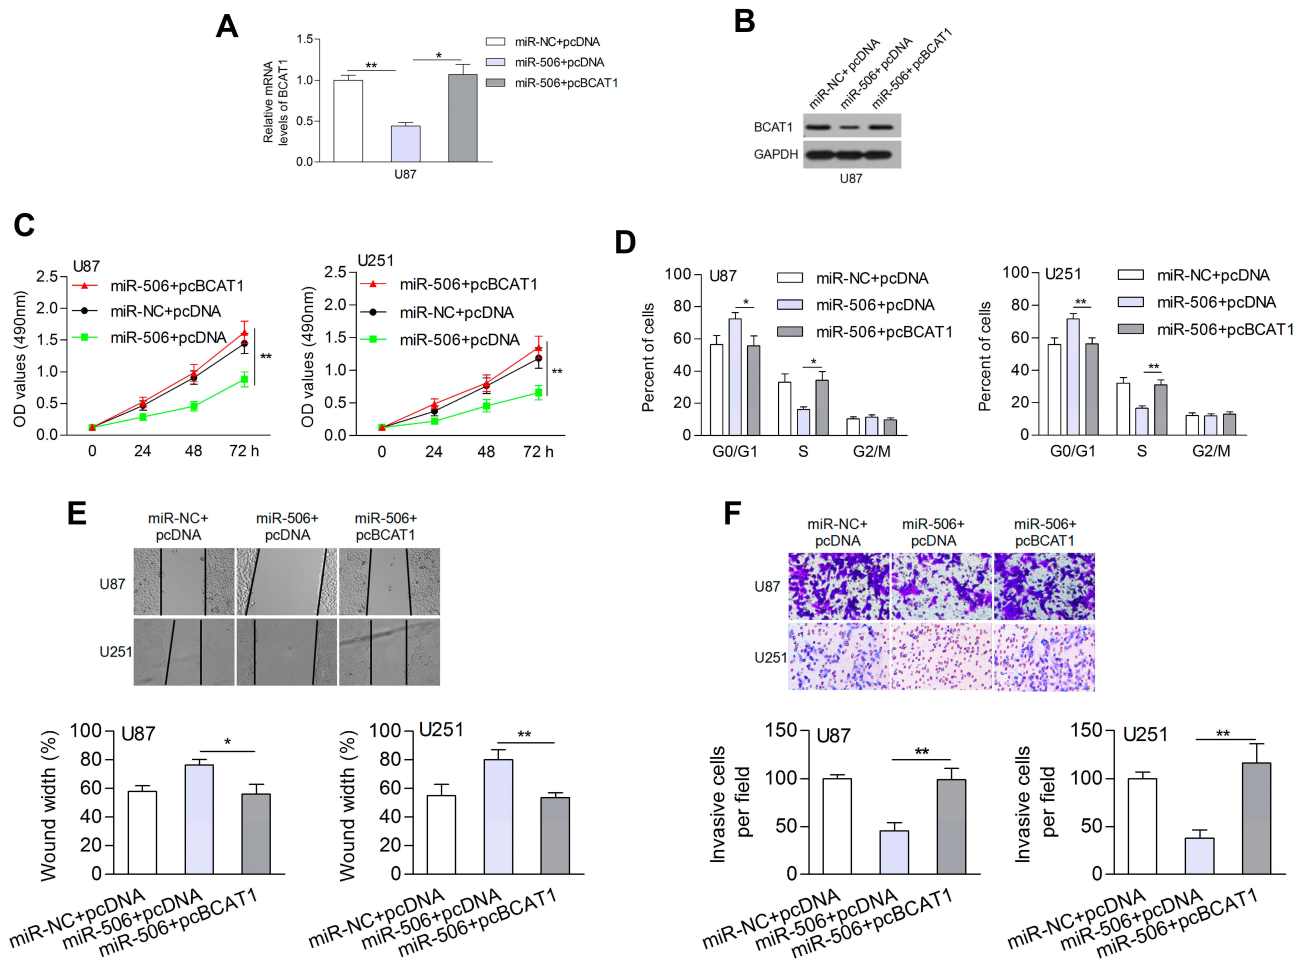 A
1.5
1.0
0.5
0.0
Relative mRNA
levels of BCAT1
**
*
U87
miR-NC+pcDNA
miR-506+pcDNA
miR-506+pcBCAT1
B
miR-NC+pcDNA
miR-506+pcDNA
miR-506+pcBCAT1
BCAT1
GAPDH
U87
C
U87
2.5
2.0
1.5
1.0
0.5
0.0
OD values (490nm)
miR-506+pcBCAT1
miR-NC+pcDNA
miR-506+pcDNA
**
0 24 48 72 h
U251
2.5
2.0
1.5
1.0
0.5
0.0
OD values (490nm)
miR-506+pcBCAT1
miR-NC+pcDNA
miR-506+pcDNA
**
0 24 48 72 h
D
U87
100
80
60
40
20
0
Percent of cells
miR-NC+pcDNA
miR-506+pcDNA
miR-506+pcBCAT1
*
*
G0/G1 S G2/M
U251
100
80
60
40
20
0
Percent of cells
miR-NC+pcDNA
miR-506+pcDNA
miR-506+pcBCAT1
**
**
G0/G1 S G2/M
E
miR-NC+ miR-506+ miR-506+
pcDNA pcDNA pcBCAT1
U87
U251
U87
100
80
60
40
20
0
Wound width (%)
*
miR-NC+pcDNA
miR-506+pcDNA
miR-506+pcBCAT1
U251
100
80
60
40
20
0
Wound width (%)
**
miR-NC+pcDNA
miR-506+pcDNA
miR-506+pcBCAT1
F
miR-NC+ miR-506+ miR-506+
pcDNA pcDNA pcBCAT1
U87
U251
U87
150
100
50
0
Invasive cells
per field
**
miR-NC+pcDNA
miR-506+pcDNA
miR-506+pcBCAT1
U251
150
100
50
0
Invasive cells
per field
**
miR-NC+pcDNA
miR-506+pcDNA
miR-506+pcBCAT1